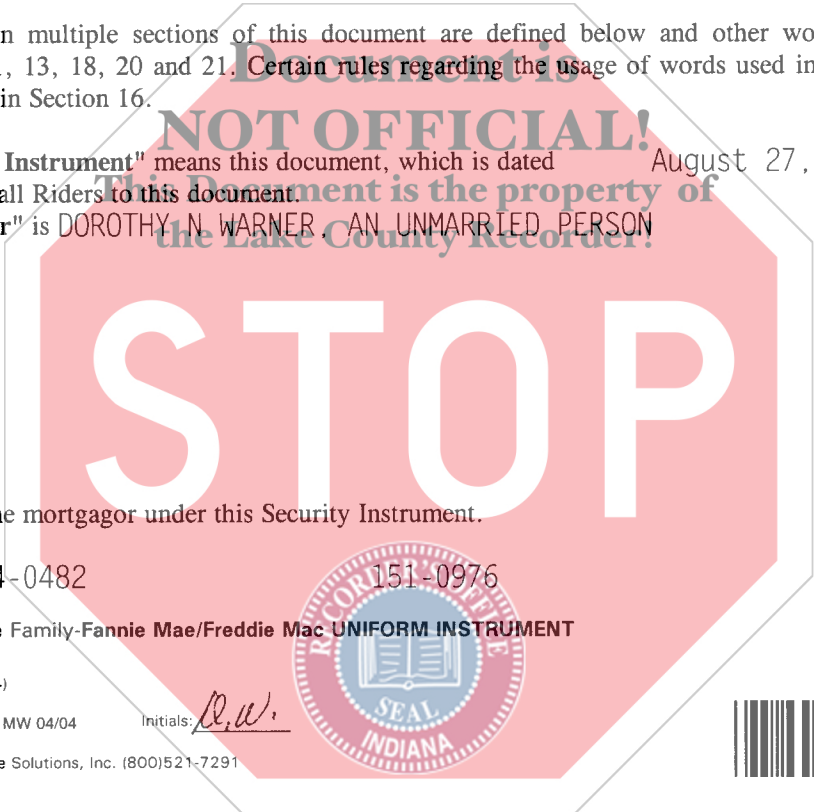 n multiple sections of this document are defined below and other wo
, 13, 18, 20 and 21. Certain rules regarding the usage of words used in
in Section 16.
Document is
NOT OFFICIAL!
This Document is the property of
the Lake County Recorder!
Instrument" means this document, which is dated August 27,
all Riders to this document.
r" is DOROTHY N WARNER, AN UNMARRIED PERSON
STOP
e mortgagor under this Security Instrument.
-0482 151-0976
Family-Fannie Mae/Freddie Mac UNIFORM INSTRUMENT
MW 04/04 Initials: D.W.
e Solutions, Inc. (800)521-7291
RECORDER'S OFFICE
SEAL
INDIANA